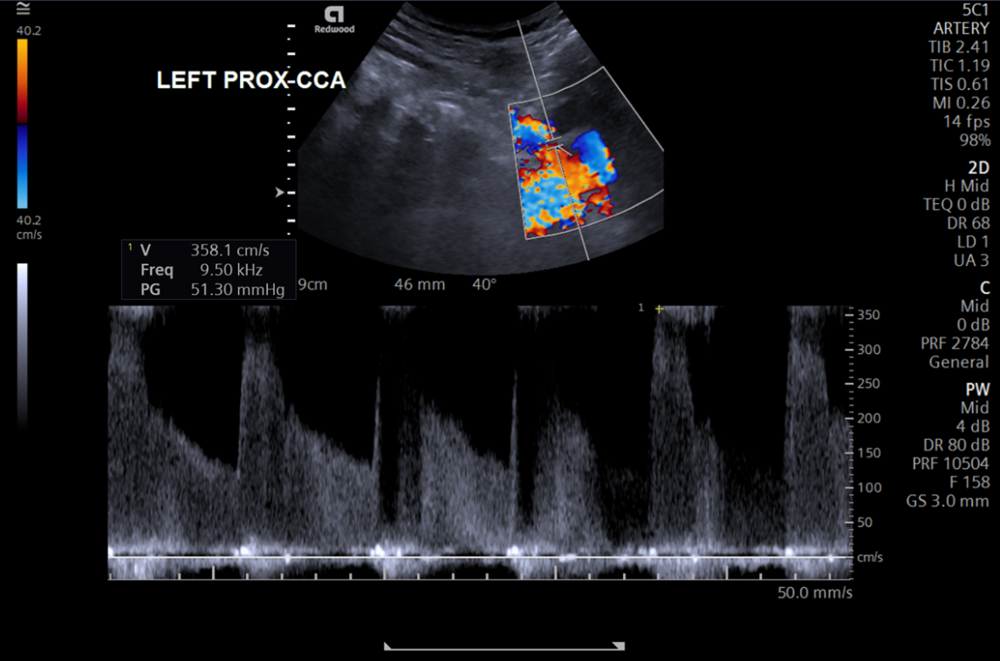 40.2
Redwood
LEFT PROX-CCA
40.2
cm/s
1 V 358.1 cm/s
Freq 9.50 kHz
PG 51.30 mmHg
9cm 46 mm 40°
5C1
ARTERY
TIB 2.41
TIC 1.19
TIS 0.61
MI 0.26
14 fps
98%
2D
H Mid
TEQ 0 dB
DR 68
LD 1
UA 3
C
Mid
0 dB
PRF 2784
General
PW
Mid
4 dB
DR 80 dB
PRF 10504
F 158
GS 3.0 mm
1
350
300
250
200
150
100
50
cm/s
50.0 mm/s